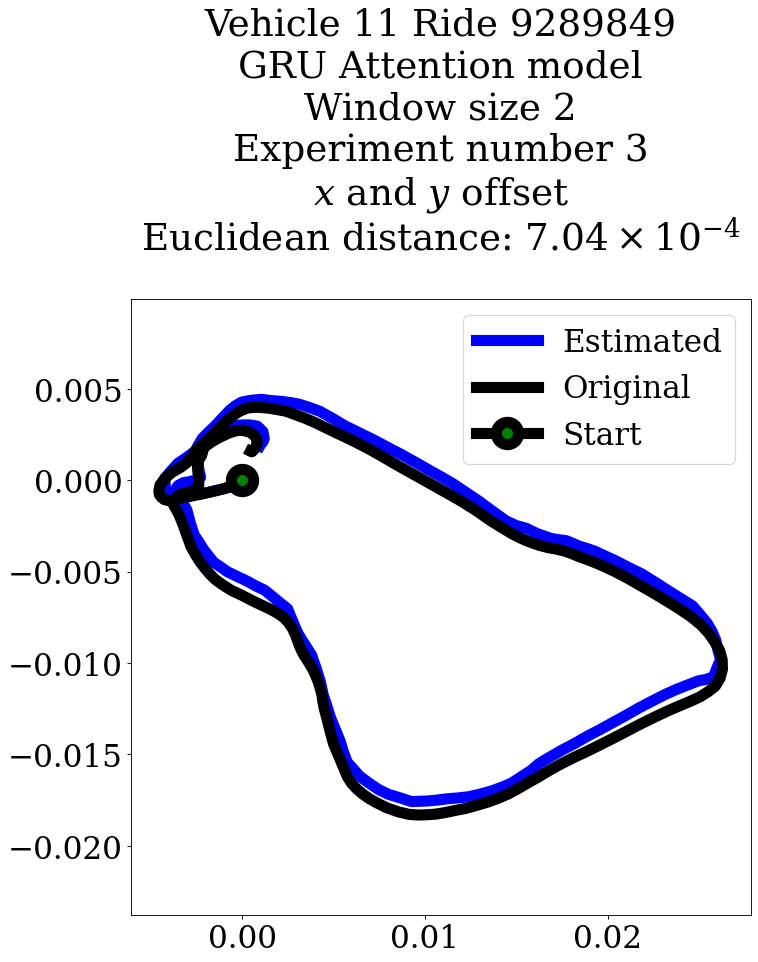 Vehicle 11 Ride 9289849
GRU Attention model
Window size 2
Experiment number 3
x and y offset
Euclidean distance: 7.04 × 10⁻⁴
Estimated
Original
Start
0.005
0.000
−0.005
−0.010
−0.015
−0.020
0.00 0.01 0.02